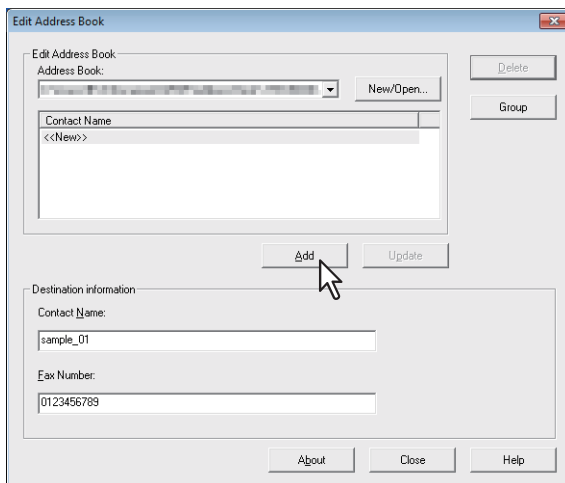 Edit Address Book
Edit Address Book
Address Book:
New/Open...
Delete
Group
Contact Name
<<New>>
Add
Update
Destination information
Contact Name:
sample_01
Fax Number:
0123456789
About
Close
Help